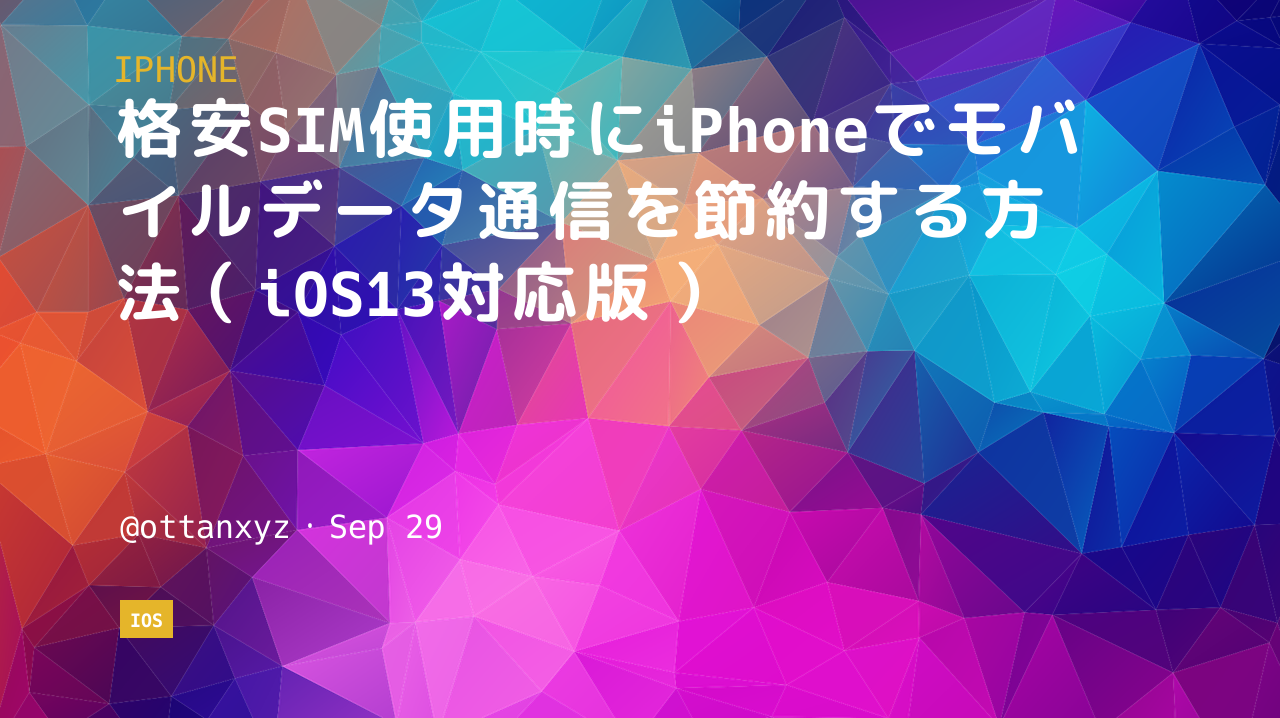 IPHONE
格安SIM使用時にiPhoneでモバ
イルデータ通信を節約する方
法（iOS13対応版）
@ottanxyz・Sep 29
IOS